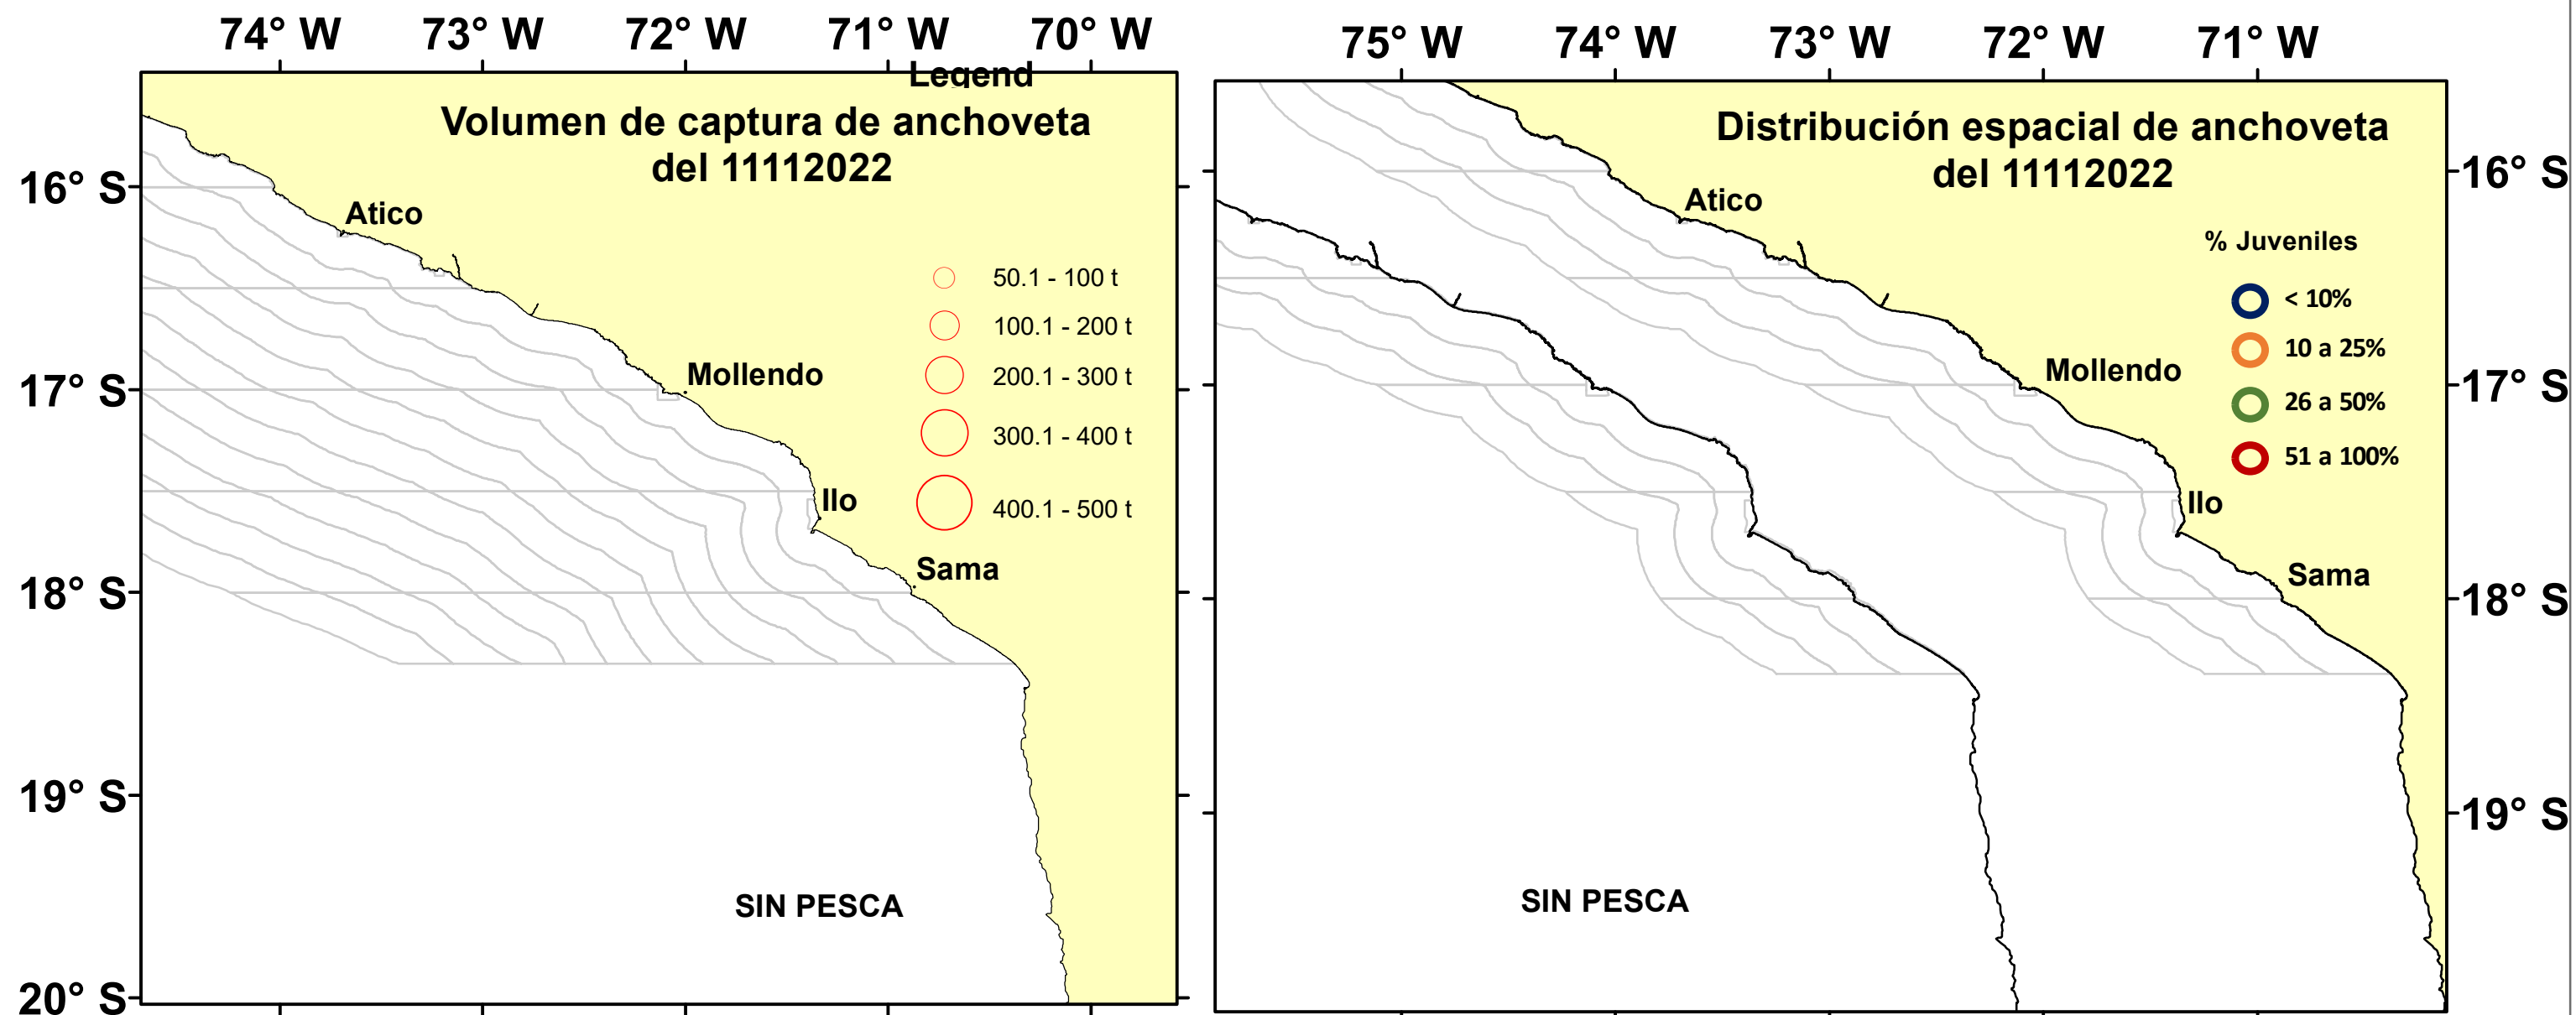 74° W 73° W 72° W 71° W 70° W
Legend
Volumen de captura de anchoveta
del 11112022
16° S
17° S
18° S
19° S
20° S
Atico
Mollendo
Ilo
Sama
50.1 - 100 t
100.1 - 200 t
200.1 - 300 t
300.1 - 400 t
400.1 - 500 t
SIN PESCA
75° W 74° W 73° W 72° W 71° W
Distribución espacial de anchoveta
del 11112022
16° S
17° S
18° S
19° S
Atico
Mollendo
Ilo
Sama
% Juveniles
< 10%
10 a 25%
26 a 50%
51 a 100%
SIN PESCA